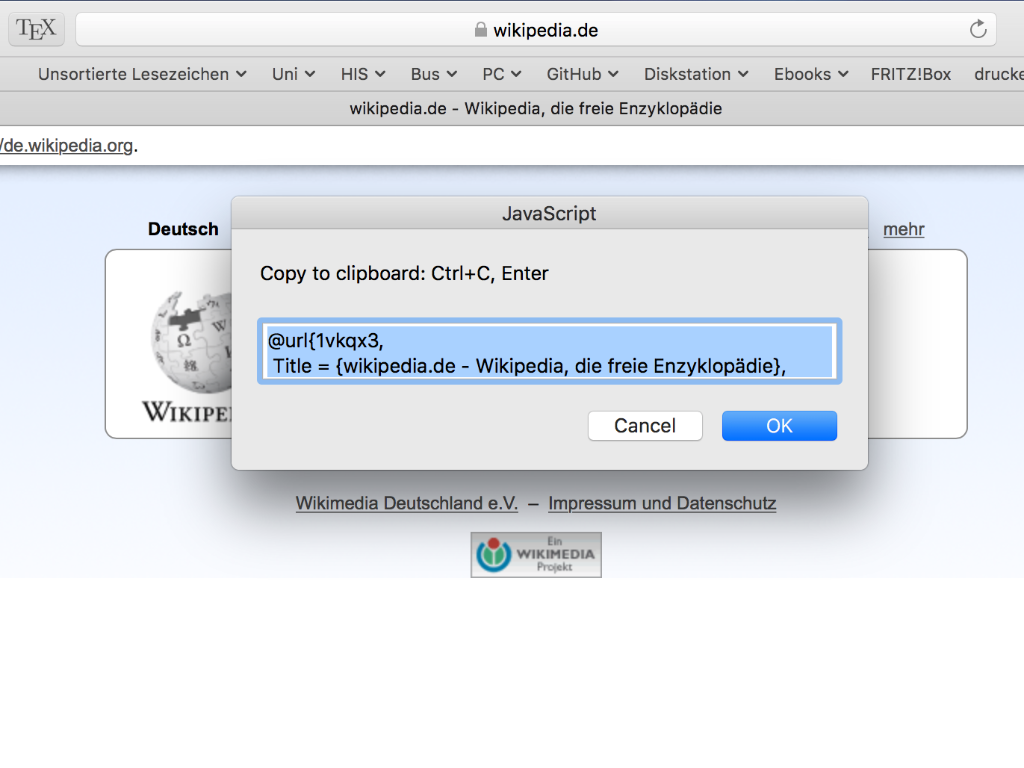 TEX
wikipedia.de
Unsortierte Lesezeichen Uni HIS Bus PC GitHub Diskstation Ebooks FRITZ!Box drucke
wikipedia.de - Wikipedia, die freie Enzyklopädie
/de.wikipedia.org.
Deutsch
mehr
JavaScript
Copy to clipboard: Ctrl+C, Enter
@url{1vkqx3,
Title = {wikipedia.de - Wikipedia, die freie Enzyklopädie},
Cancel OK
Ω
W
WIKIPE
Wikimedia Deutschland e.V. – Impressum und Datenschutz
Ein
WIKIMEDIA
Projekt